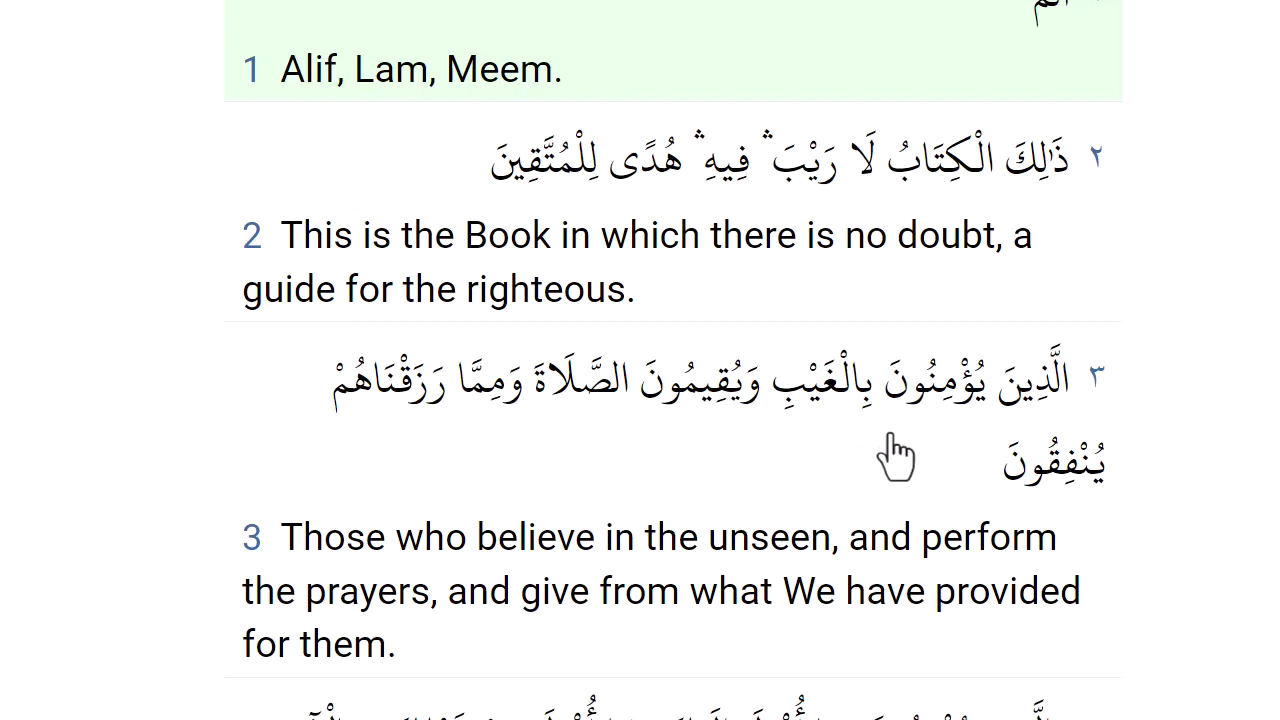 1 Alif, Lam, Meem.
٢ ذَٰلِكَ الْكِتَابُ لَا رَيْبَ ۛ فِيهِ ۛ هُدًى لِلْمُتَّقِينَ
2 This is the Book in which there is no doubt, a
guide for the righteous.
٣ الَّذِينَ يُؤْمِنُونَ بِالْغَيْبِ وَيُقِيمُونَ الصَّلَاةَ وَمِمَّا رَزَقْنَاهُمْ
يُنْفِقُونَ
3 Those who believe in the unseen, and perform
the prayers, and give from what We have provided
for them.